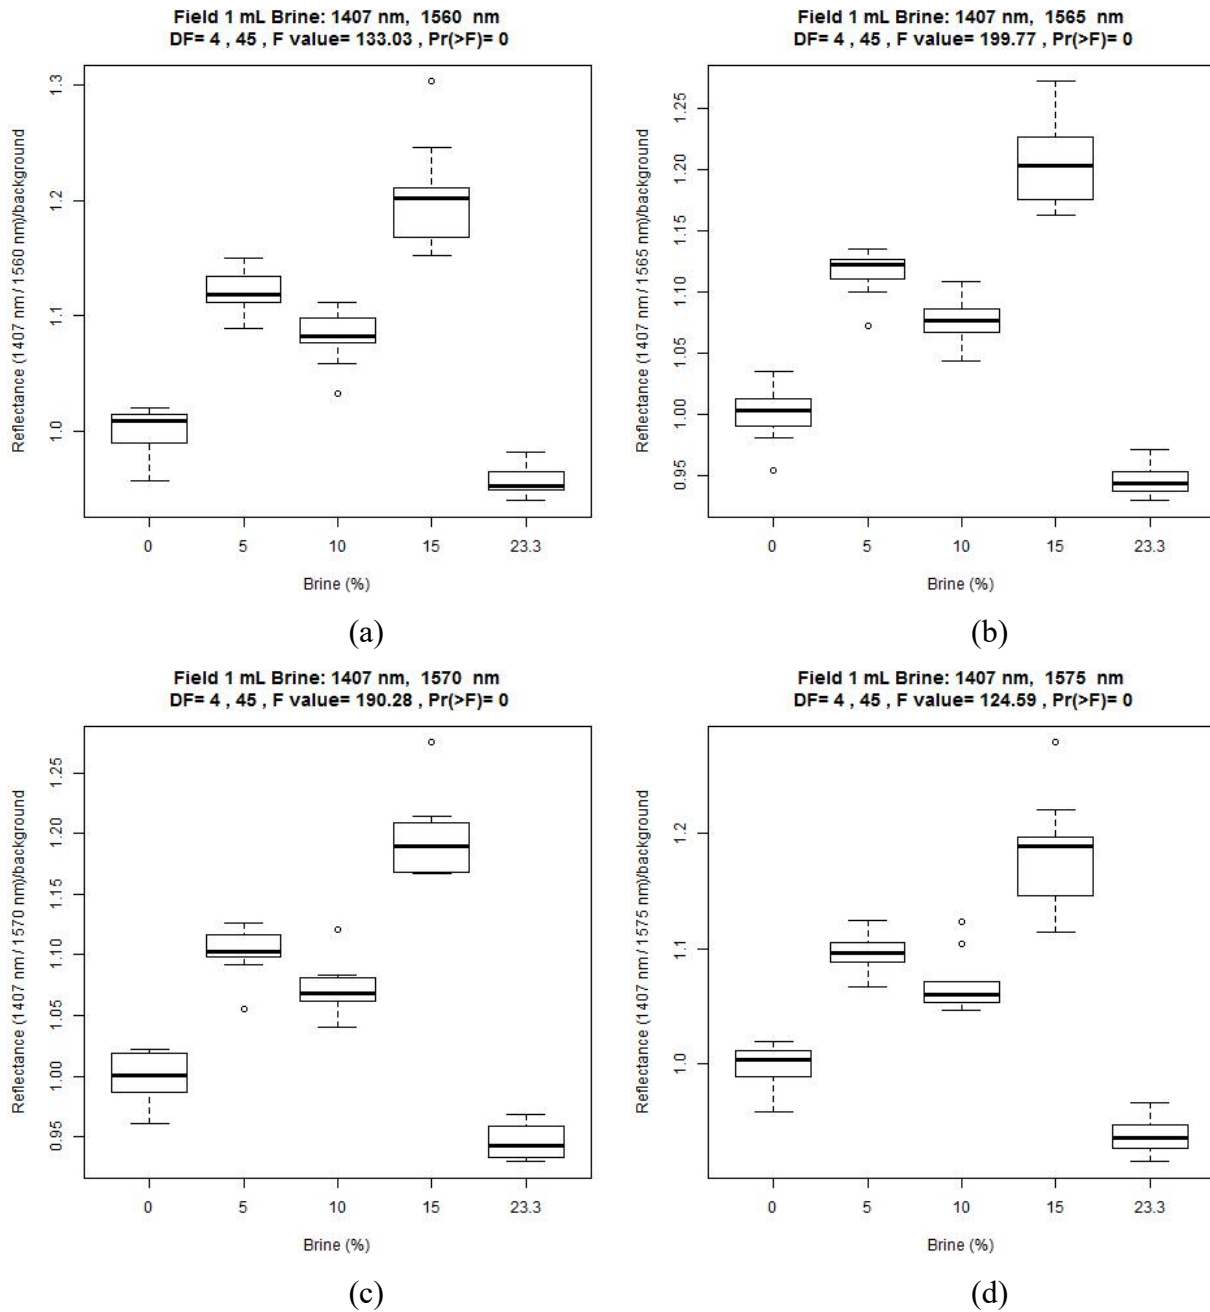 Field 1 mL Brine: 1407 nm, 1560 nm
DF= 4 , 45 , F value= 133.03 , Pr(>F)= 0
Reflectance (1407 nm / 1560 nm)/background
1.3
1.2
1.1
1.0
0 5 10 15 23.3
Brine (%)
(a)
Field 1 mL Brine: 1407 nm, 1565 nm
DF= 4 , 45 , F value= 199.77 , Pr(>F)= 0
Reflectance (1407 nm / 1565 nm)/background
1.25
1.20
1.15
1.10
1.05
1.00
0.95
0 5 10 15 23.3
Brine (%)
(b)
Field 1 mL Brine: 1407 nm, 1570 nm
DF= 4 , 45 , F value= 190.28 , Pr(>F)= 0
Reflectance (1407 nm / 1570 nm)/background
1.25
1.20
1.15
1.10
1.05
1.00
0.95
0 5 10 15 23.3
Brine (%)
(c)
Field 1 mL Brine: 1407 nm, 1575 nm
DF= 4 , 45 , F value= 124.59 , Pr(>F)= 0
Reflectance (1407 nm / 1575 nm)/background
1.2
1.1
1.0
0 5 10 15 23.3
Brine (%)
(d)